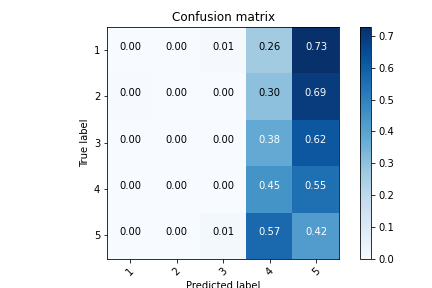 Confusion matrix
True label
1 0.00 0.00 0.01 0.26 0.73
2 0.00 0.00 0.00 0.30 0.69
3 0.00 0.00 0.00 0.38 0.62
4 0.00 0.00 0.00 0.45 0.55
5 0.00 0.00 0.01 0.57 0.42
1 2 3 4 5
Predicted label
0.7
0.6
0.5
0.4
0.3
0.2
0.1
0.0